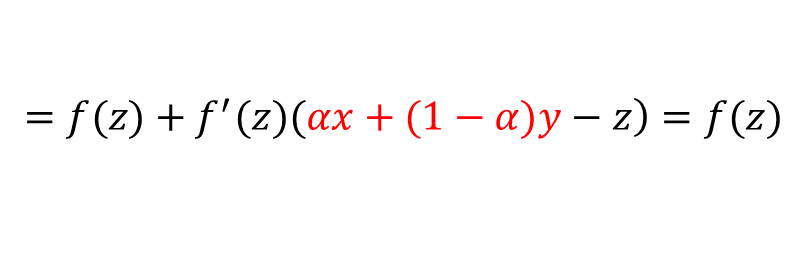 = f(z) + f′(z)(αx + (1 − α)y − z) = f(z)